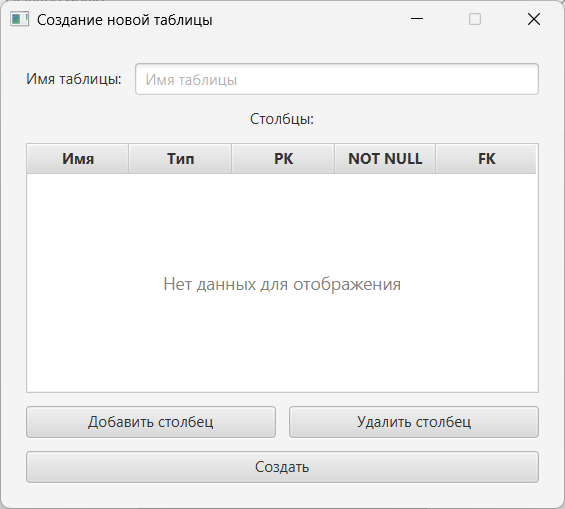 Создание новой таблицы
Имя таблицы: Имя таблицы
Столбцы:
Имя Тип PK NOT NULL FK
Нет данных для отображения
Добавить столбец Удалить столбец
Создать